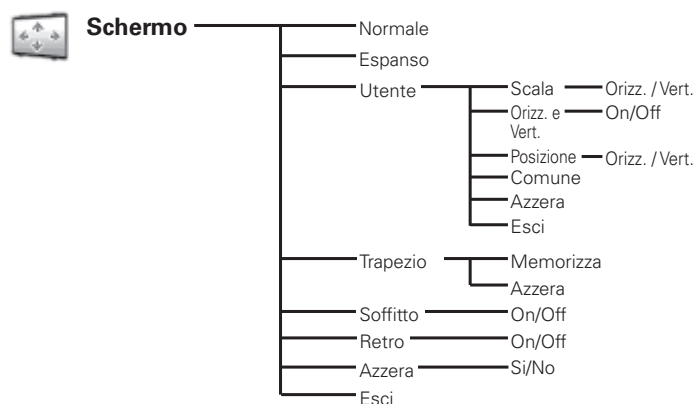 Schermo
Normale
Espanso
Utente
Scala
Orizz. / Vert.
Orizz. e
Vert.
On/Off
Posizione
Orizz. / Vert.
Comune
Azzera
Esci
Trapezio
Memorizza
Azzera
Soffitto
On/Off
Retro
On/Off
Azzera
Si/No
Esci